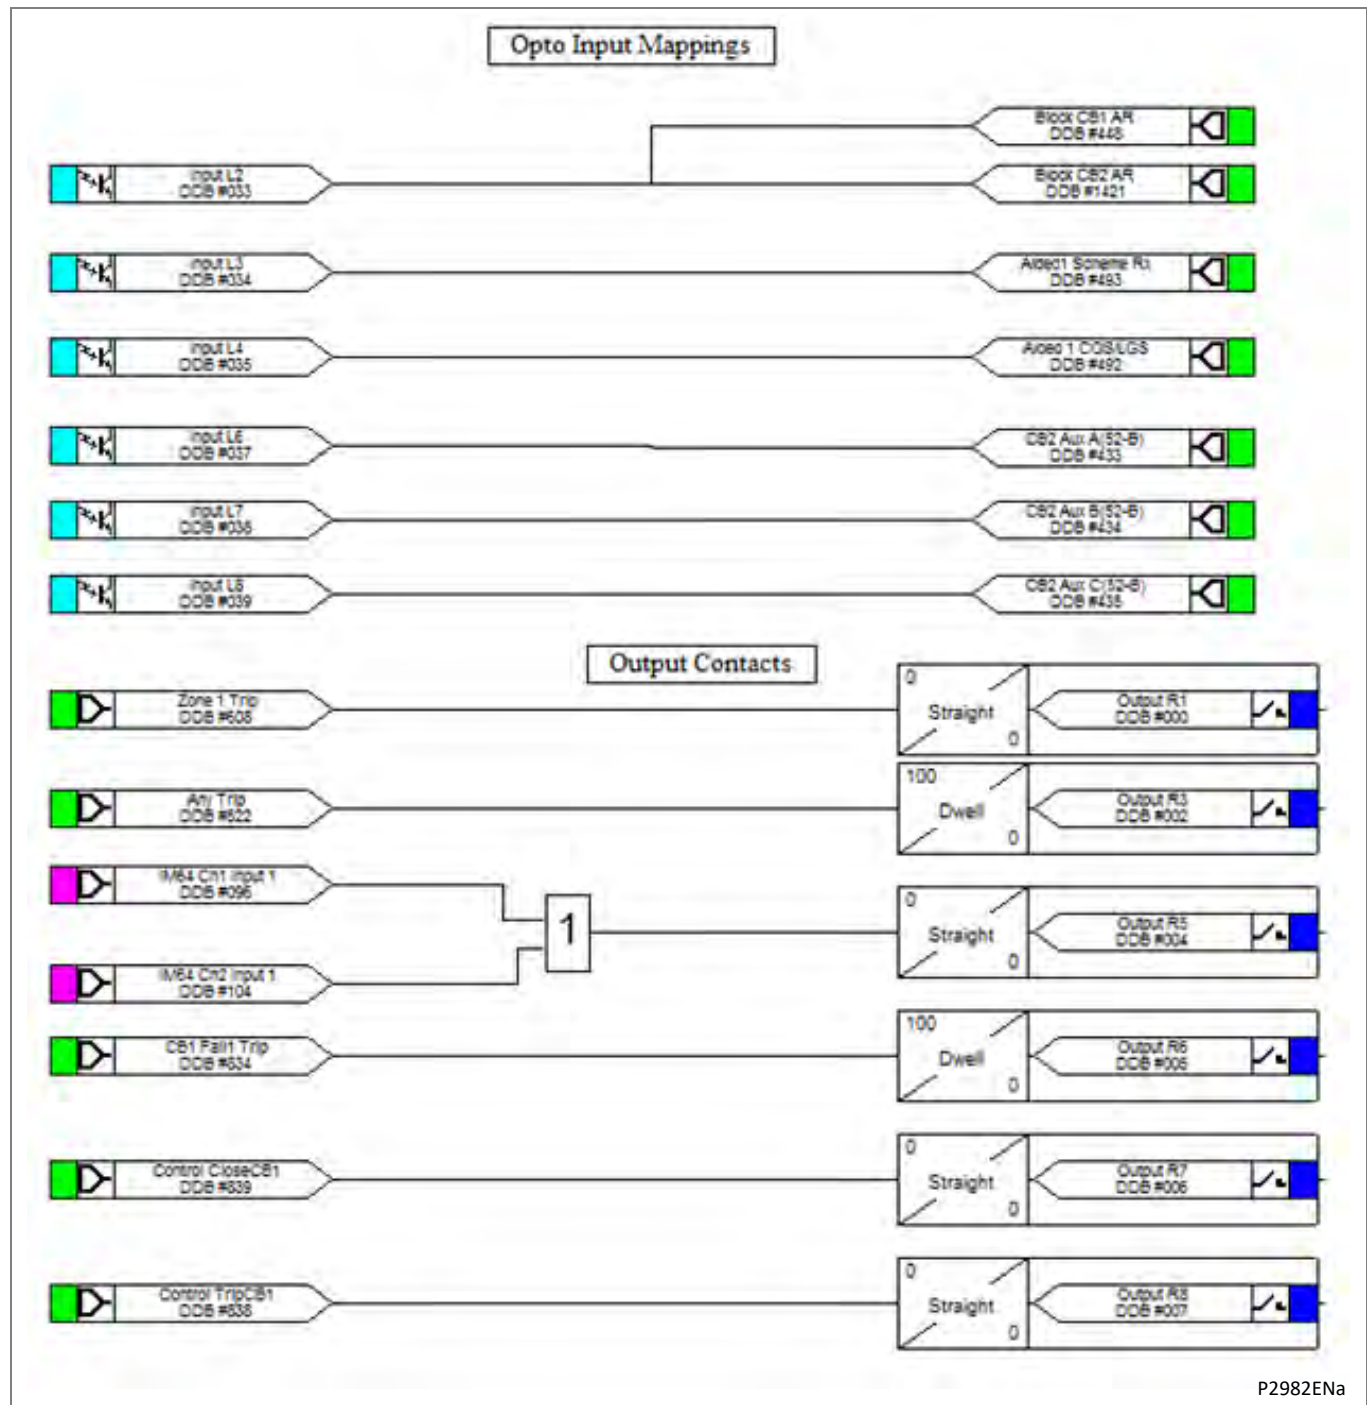 Opto Input Mappings
Block CB1 AR
DDB #448
Input L2
DDB #033
Block CB2 AR
DDB #1421
Input L3
DDB #034
Aided1 Scheme Rx
DDB #493
Input L4
DDB #035
Aided 1 COS/LGS
DDB #492
Input L6
DDB #037
CB2 Aux A(52-B)
DDB #433
Input L7
DDB #038
CB2 Aux B(52-B)
DDB #434
Input L8
DDB #039
CB2 Aux C(52-B)
DDB #435
Output Contacts
Zone 1 Trip
DDB #608
0
Straight
0
Output R1
DDB #000
Any Trip
DDB #522
100
Dwell
0
Output R3
DDB #002
IM64 Ch1 Input 1
DDB #096
1
0
Straight
0
Output R5
DDB #004
IM64 Ch2 Input 1
DDB #104
CB1 Fail1 Trip
DDB #834
100
Dwell
0
Output R6
DDB #005
Control CloseCB1
DDB #839
0
Straight
0
Output R7
DDB #006
Control TripCB1
DDB #838
0
Straight
0
Output R8
DDB #007
P2982ENa